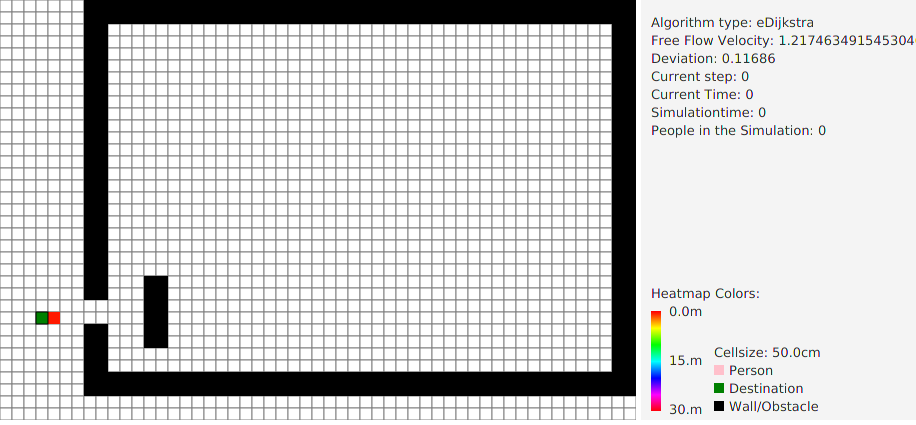 Algorithm type: eDijkstra
Free Flow Velocity: 1.217463491545304
Deviation: 0.11686
Current step: 0
Current Time: 0
Simulationtime: 0
People in the Simulation: 0
Heatmap Colors:
0.0m
15.m
30.m
Cellsize: 50.0cm
Person
Destination
Wall/Obstacle